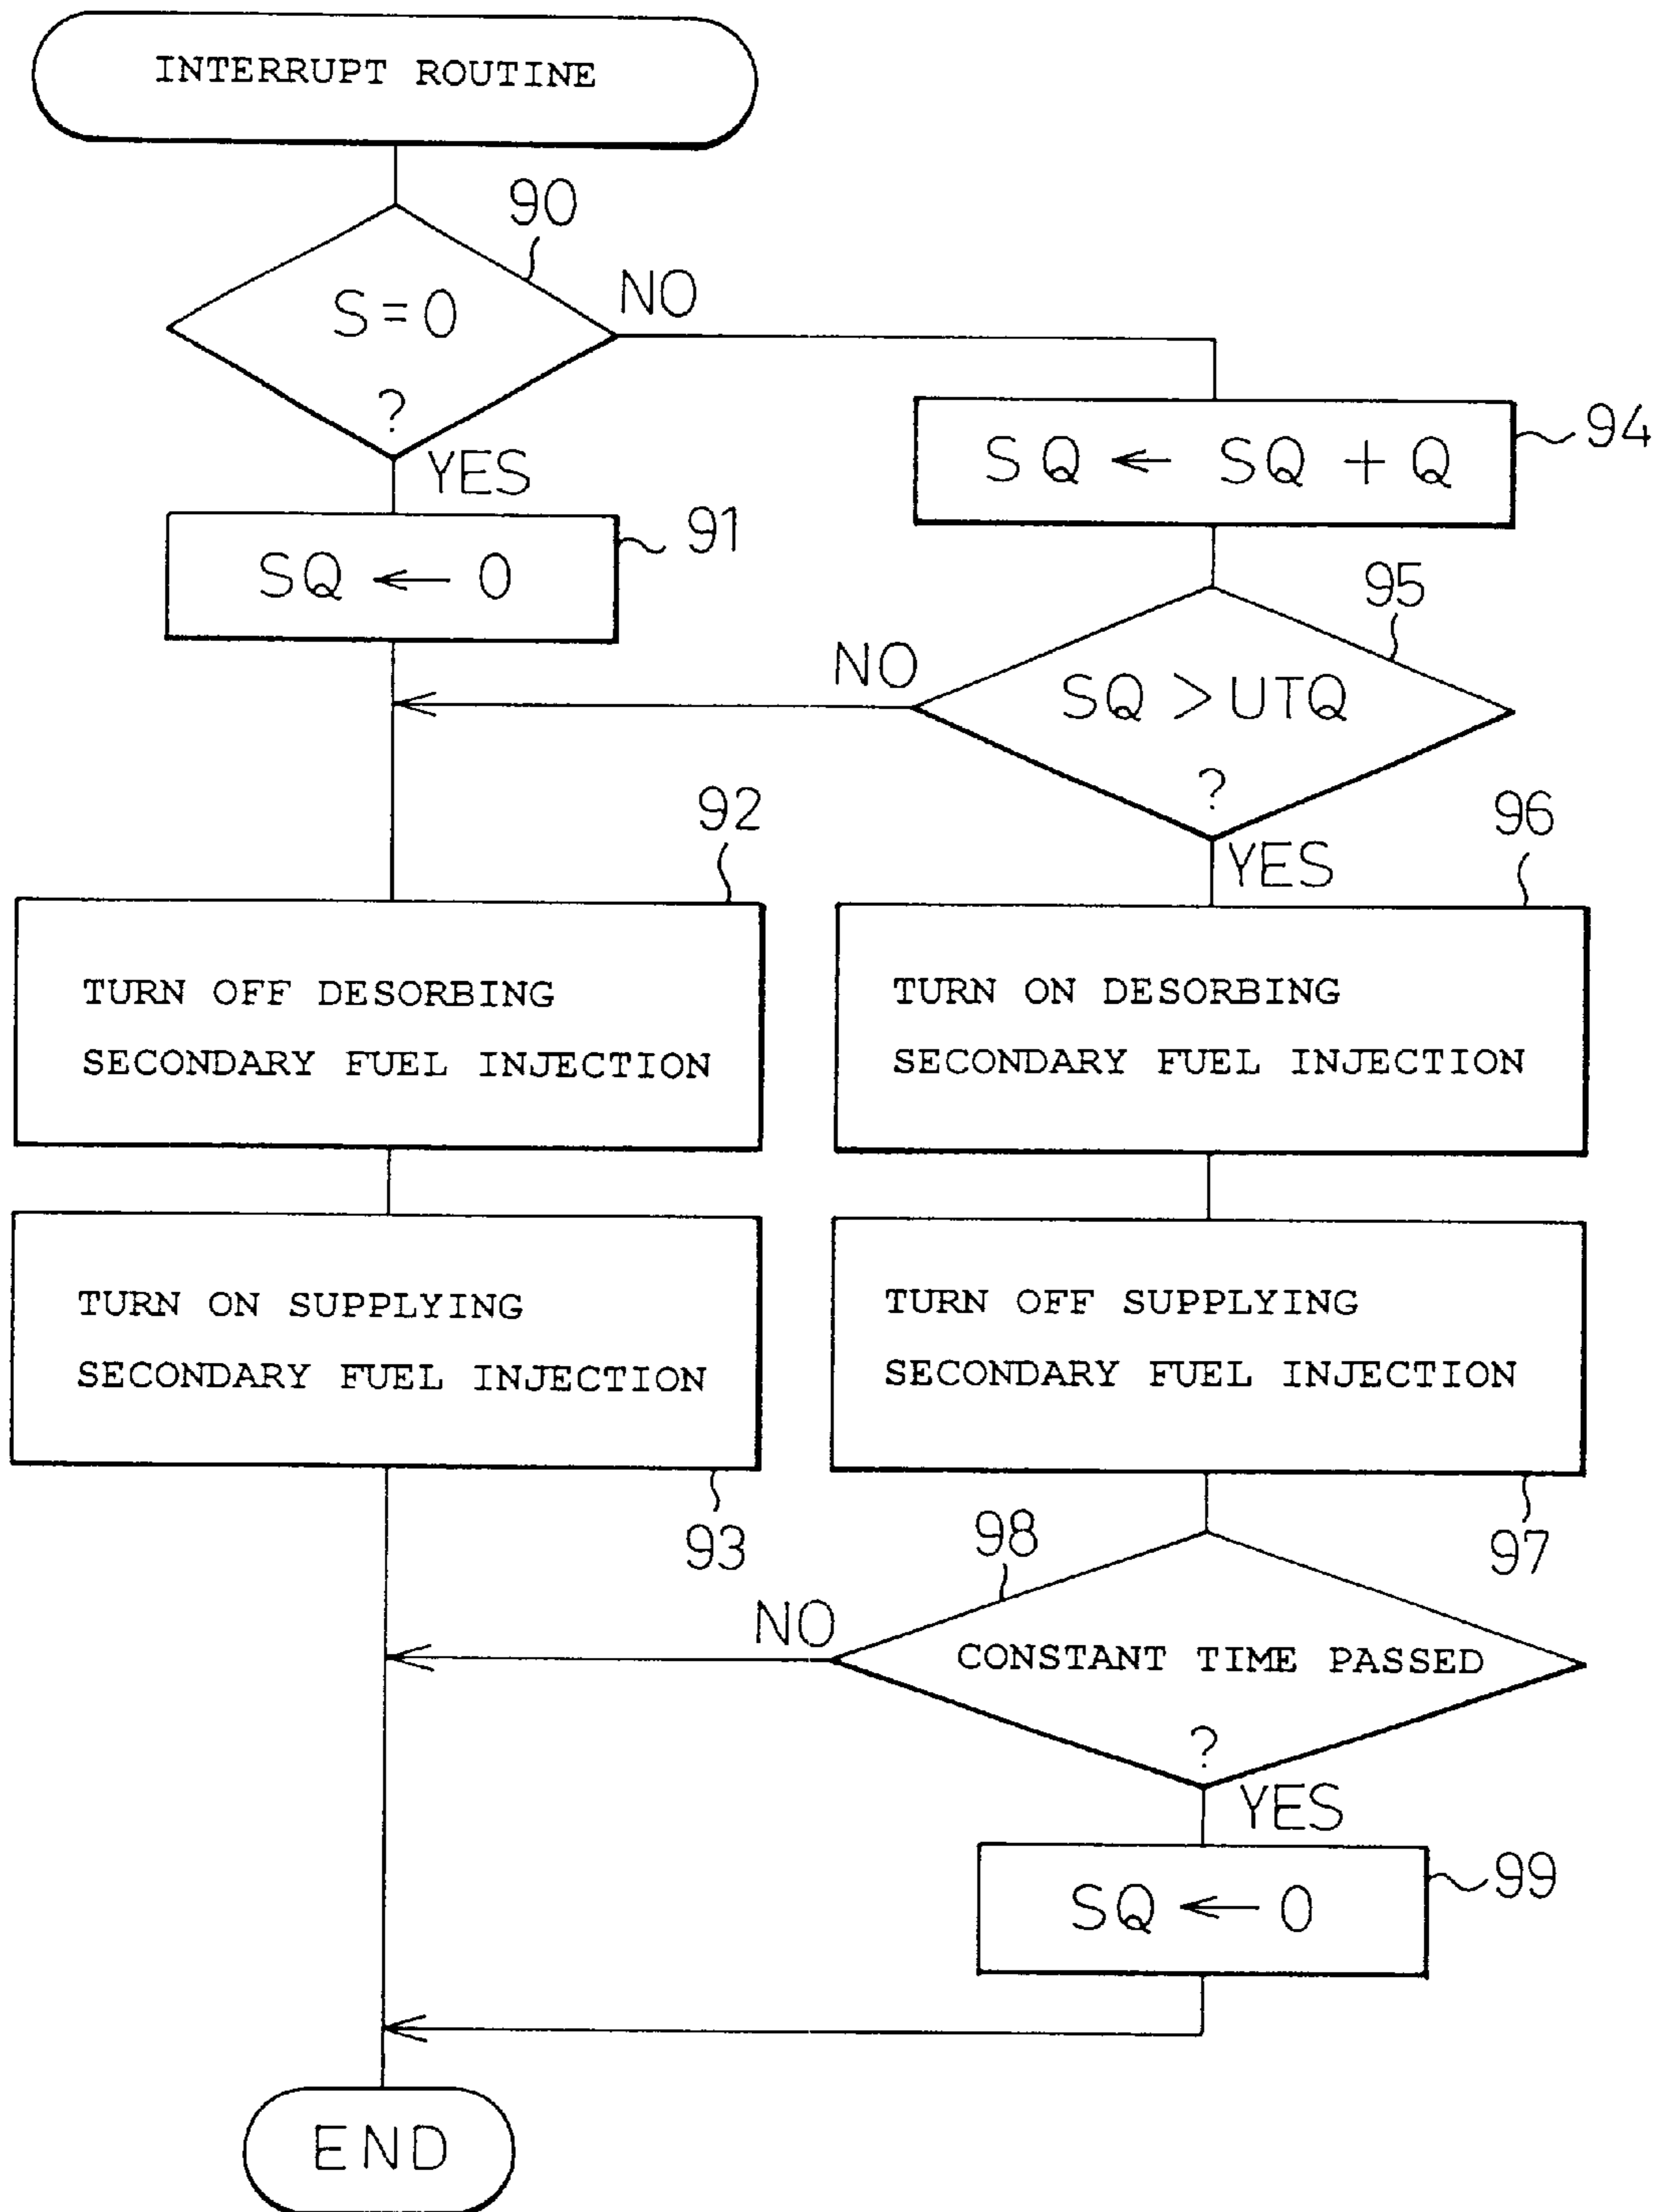 INTERRUPT ROUTINE
90
S=0
?
NO
YES
91
SQ ← 0
94
SQ ← SQ + Q
95
SQ > UTQ
?
NO
YES
92
TURN OFF DESORBING
SECONDARY FUEL INJECTION
96
TURN ON DESORBING
SECONDARY FUEL INJECTION
TURN ON SUPPLYING
SECONDARY FUEL INJECTION
93
TURN OFF SUPPLYING
SECONDARY FUEL INJECTION
97
98
CONSTANT TIME PASSED
?
NO
YES
99
SQ ← 0
END